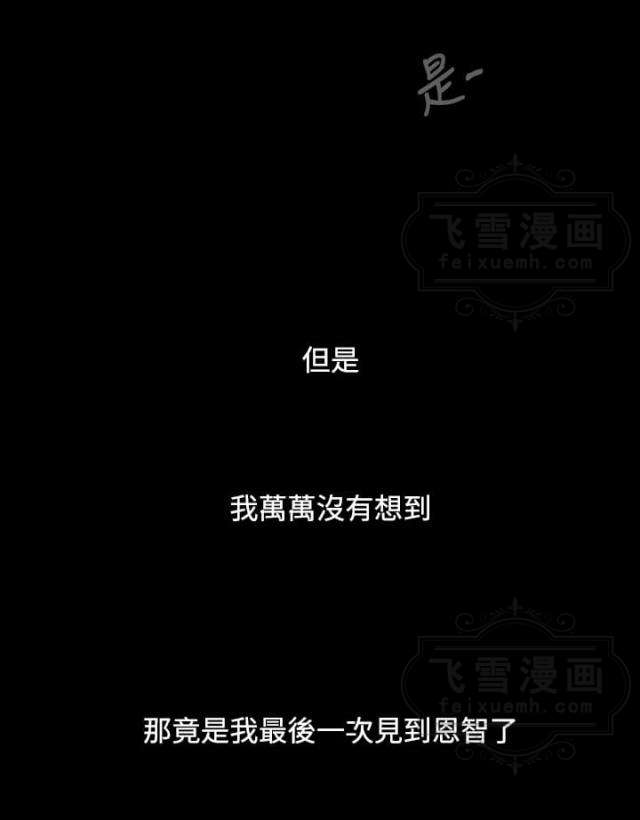 是-
飞雪漫画
feixuemh.com
但是
我萬萬沒有想到
飞雪漫画
feixuemh.com
那竟是我最後一次見到恩智了